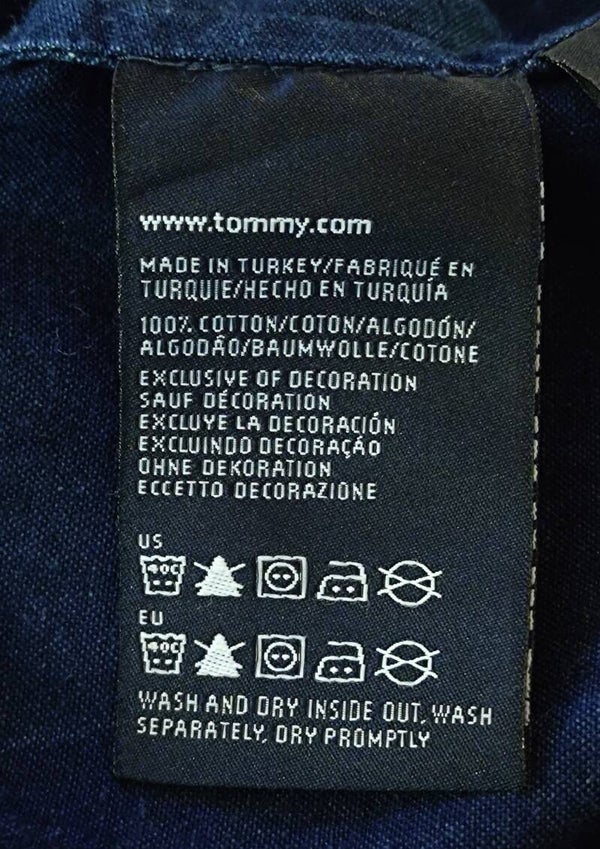 www.tommy.com
MADE IN TURKEY/FABRIQUÉ EN
TURQUIE/HECHO EN TURQUÍA
100% COTTON/COTON/ALGODÓN/
ALGODÃO/BAUMWOLLE/COTONE
EXCLUSIVE OF DECORATION
SAUF DÉCORATION
EXCLUYE LA DECORACIÓN
EXCLUINDO DECORAÇÃO
OHNE DEKORATION
ECCETTO DECORAZIONE
US
40C
EU
40C
WASH AND DRY INSIDE OUT, WASH
SEPARATELY, DRY PROMPTLY